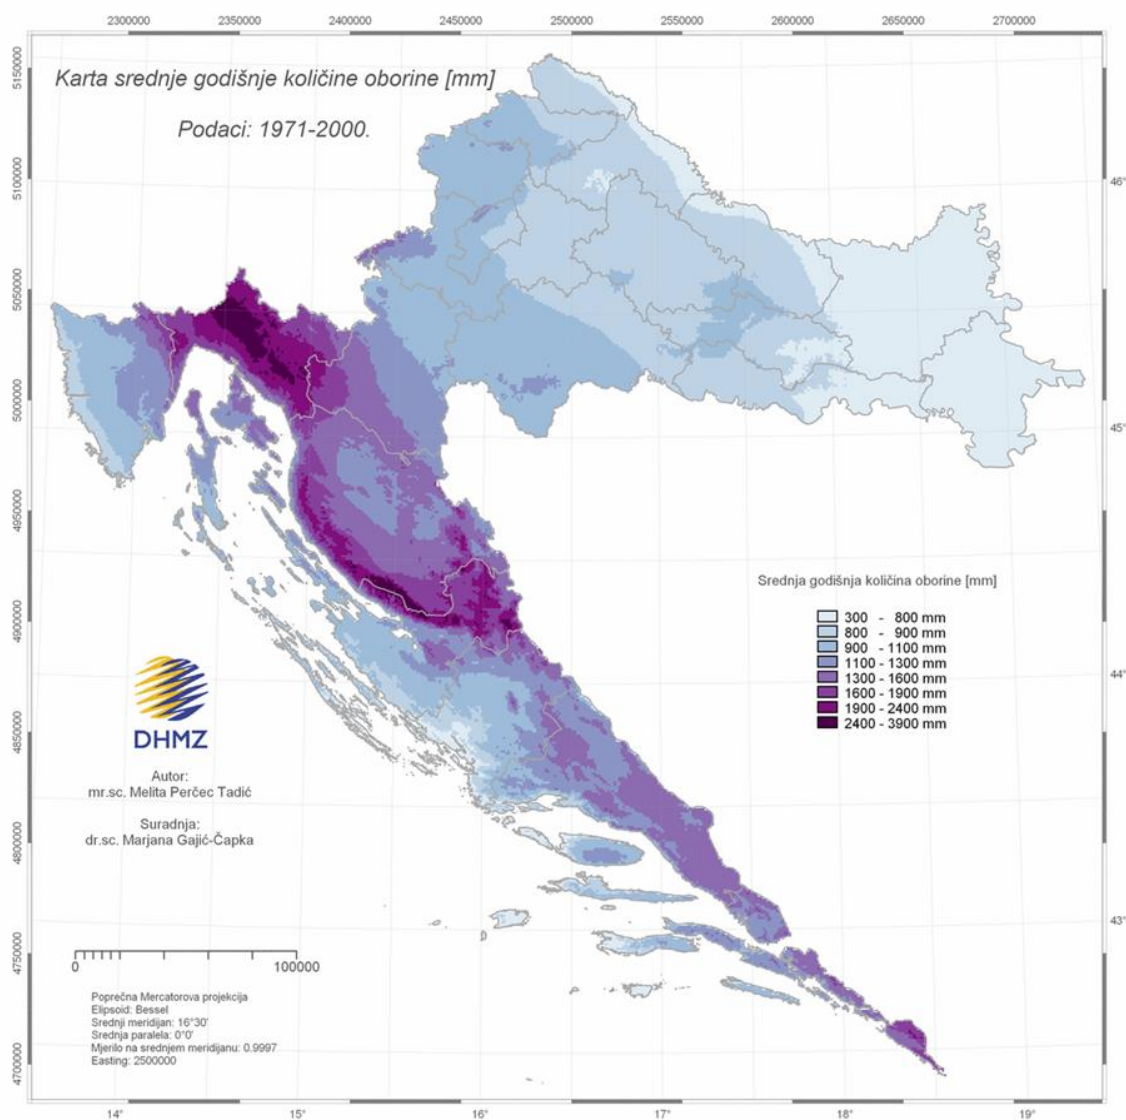 2300000 2350000 2400000 2450000 2500000 2550000 2600000 2650000 2700000
Karta srednje godišnje količine oborine [mm]
Podaci: 1971-2000.
5150000
5100000
5050000
5000000
4950000
4900000
4850000
4800000
4750000
4700000
46°
45°
44°
43°
Srednja godišnja količina oborine [mm]
300 - 800 mm
800 - 900 mm
900 - 1100 mm
1100 - 1300 mm
1300 - 1600 mm
1600 - 1900 mm
1900 - 2400 mm
2400 - 3900 mm
DHMZ
Autor:
mr.sc. Melita Perčec Tadić
Suradnja:
dr.sc. Marjana Gajić-Čapka
0 100000
Poprečna Mercatorova projekcija
Elipsoid: Bessel
Srednji meridijan: 16°30'
Srednja paralela: 0°0'
Mjerilo na srednjem meridijanu: 0.9997
Easting: 2500000
14° 15° 16° 17° 18° 19°